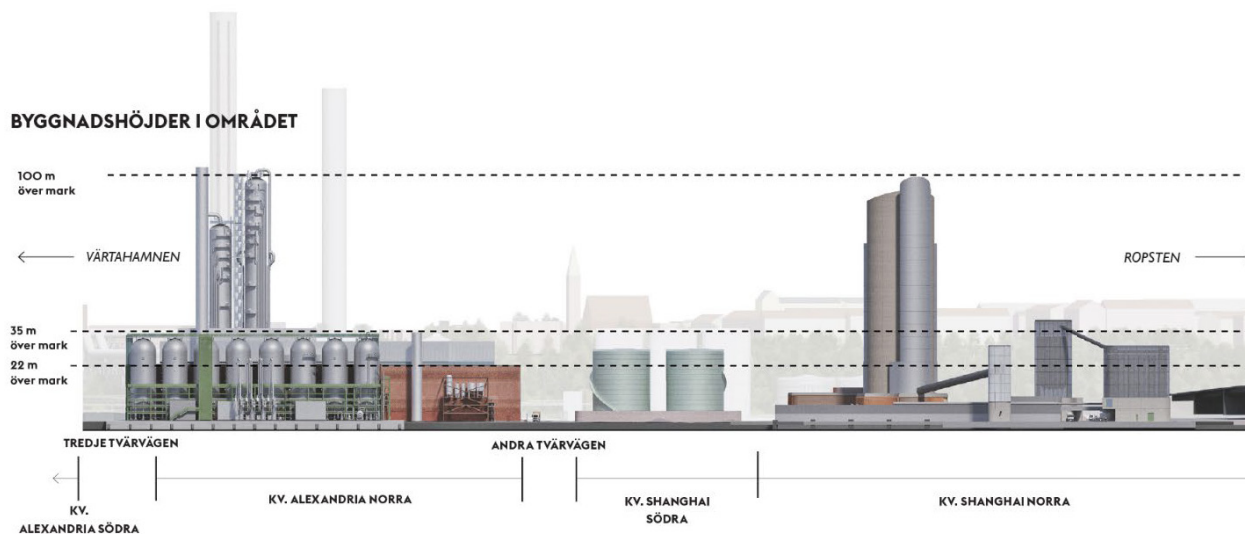 BYGGNADSHÖJDER I OMRÅDET
100 m
över mark
VÄRTAHAMNEN
ROPSTEN
35 m
över mark
22 m
över mark
TREDJE TVÄRVÄGEN
ANDRA TVÄRVÄGEN
KV.
ALEXANDRIA SÖDRA
KV. ALEXANDRIA NORRA
KV. SHANGHAI
SÖDRA
KV. SHANGHAI NORRA